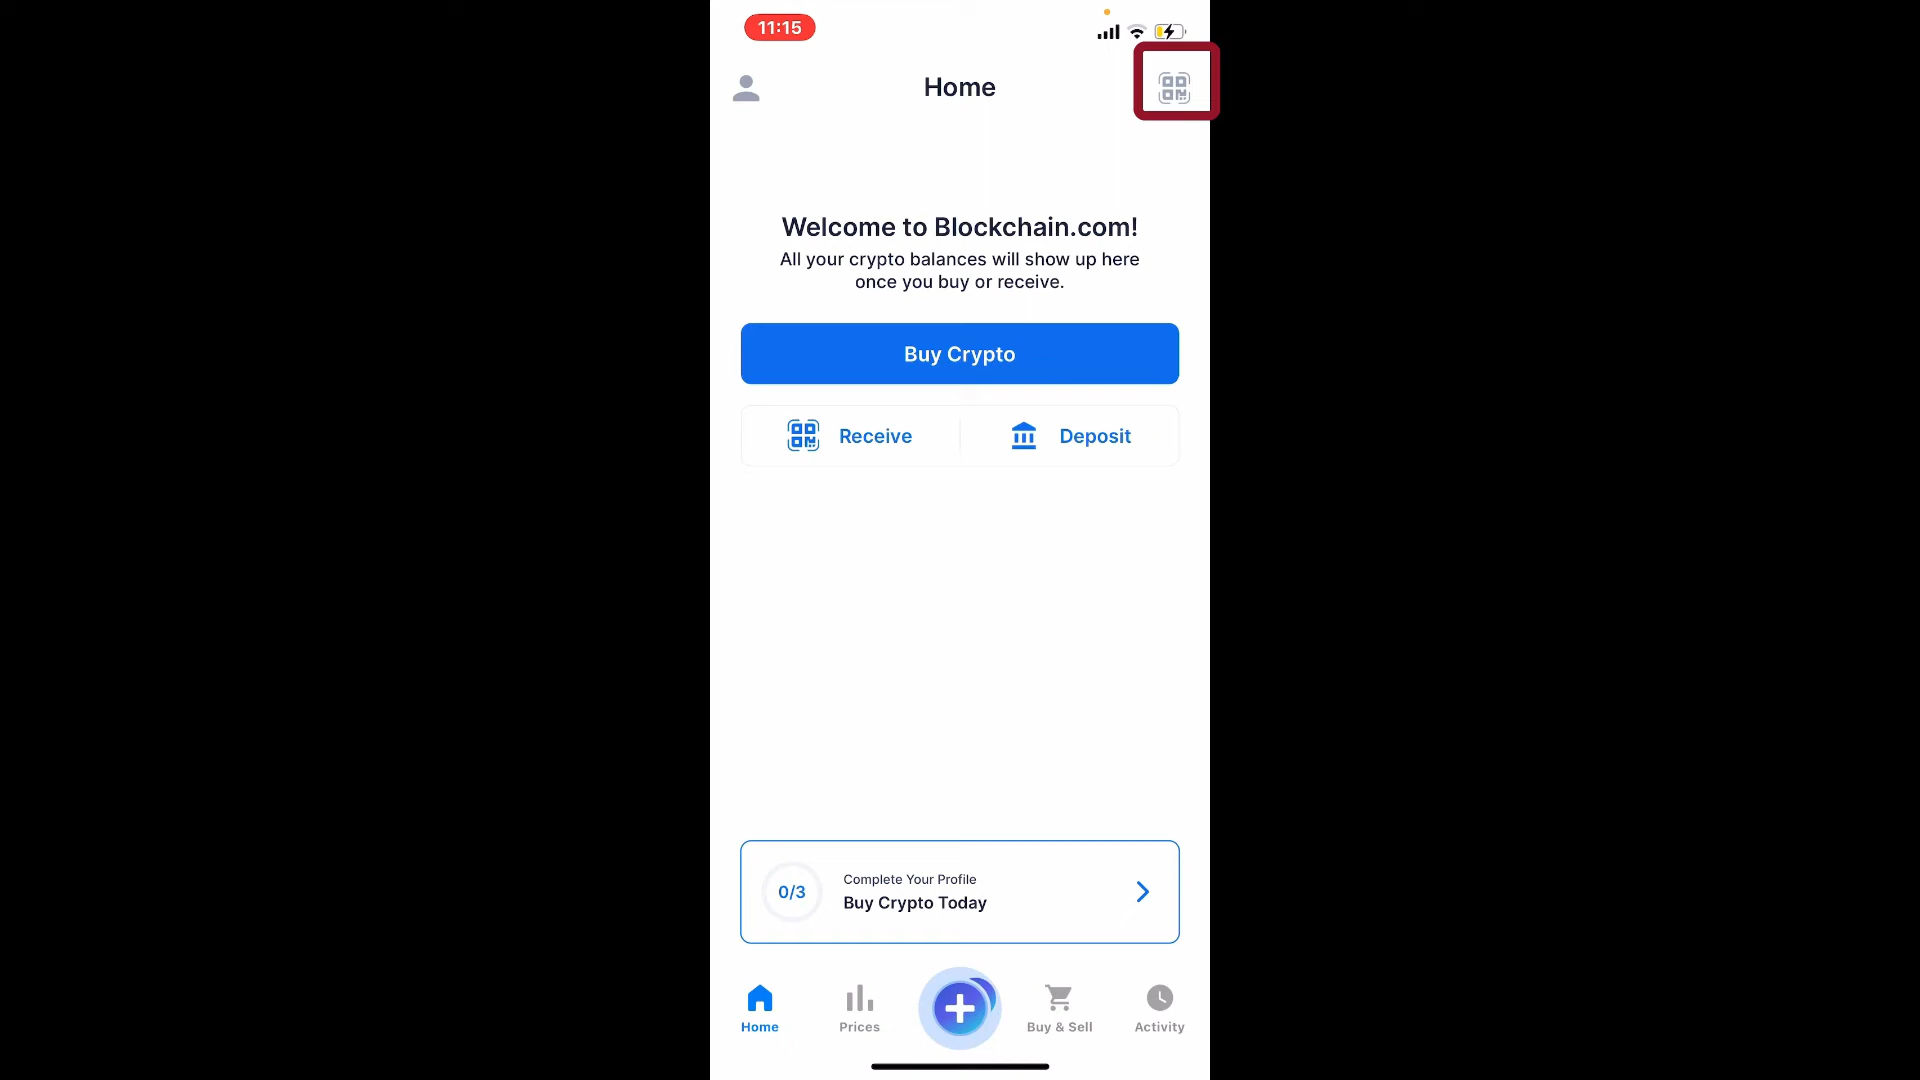 11:15
Home
Welcome to Blockchain.com!
All your crypto balances will show up here
once you buy or receive.
Buy Crypto
Receive
Deposit
0/3
Complete Your Profile
Buy Crypto Today
Home
Prices
Buy & Sell
Activity